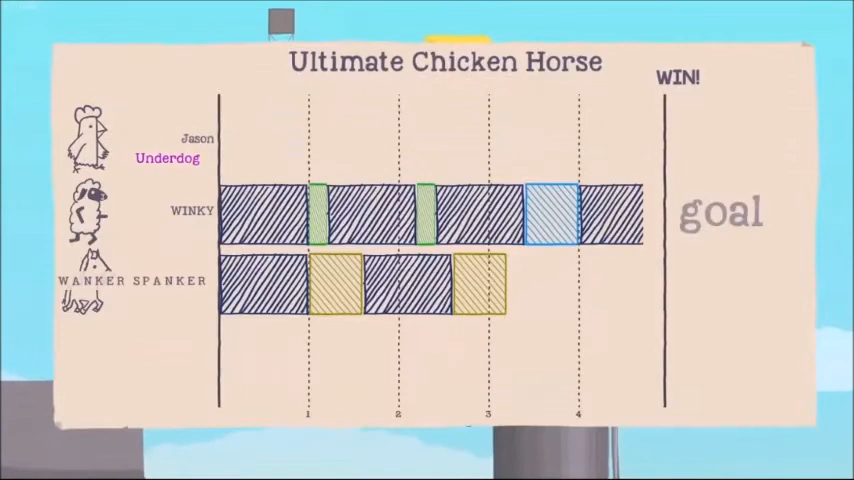 Ultimate Chicken Horse
WIN!
Jason
Underdog
WINKY
goal
WANKER SPANKER
1 2 3 4